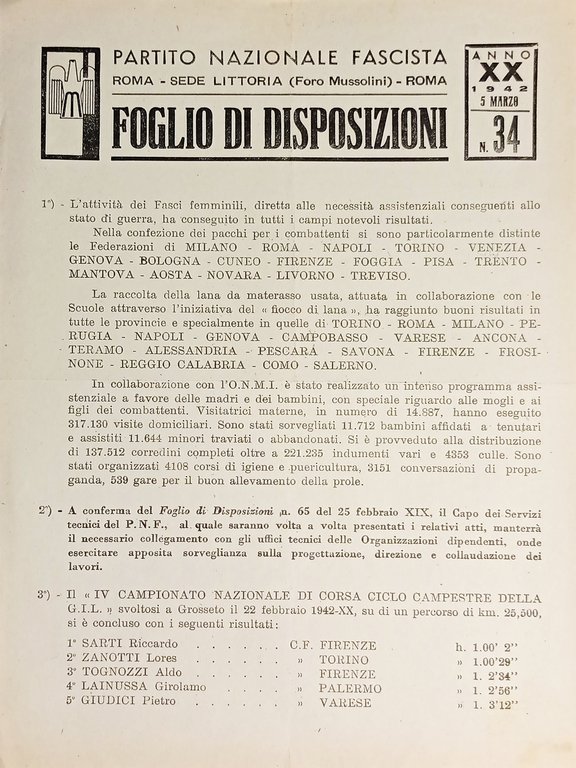 PARTITO NAZIONALE FASCISTA
ROMA - SEDE LITTORIA (Foro Mussolini) - ROMA
FOGLIO DI DISPOSIZIONI
ANNO
XX
1942
5 MARZO
N. 34
1°) - L'attività dei Fasci femminili, diretta alle necessità assistenziali conseguenti allo
stato di guerra, ha conseguito in tutti i campi notevoli risultati.
Nella confezione dei pacchi per i combattenti si sono particolarmente distinte
le Federazioni di MILANO - ROMA - NAPOLI - TORINO - VENEZIA -
GENOVA - BOLOGNA - CUNEO - FIRENZE - FOGGIA - PISA - TRENTO -
MANTOVA - AOSTA - NOVARA - LIVORNO - TREVISO.
La raccolta della lana da materasso usata, attuata in collaborazione con le
Scuole attraverso l'iniziativa del « fiocco di lana », ha raggiunto buoni risultati in
tutte le provincie e specialmente in quelle di TORINO - ROMA - MILANO - PE-
RUGIA - NAPOLI - GENOVA - CAMPOBASSO - VARESE - ANCONA -
TERAMO - ALESSANDRIA - PESCARA - SAVONA - FIRENZE - FROSI-
NONE - REGGIO CALABRIA - COMO - SALERNO.
In collaborazione con l'O.N.M.I. è stato realizzato un intenso programma assi-
stenziale a favore delle madri e dei bambini, con speciale riguardo alle mogli e ai
figli dei combattenti. Visitatrici materne, in numero di 14.887, hanno eseguito
317.130 visite domiciliari. Sono stati sorvegliati 11.712 bambini affidati a tenutari
e assistiti 11.644 minori traviati o abbandonati. Si è provveduto alla distribuzione
di 137.512 corredini completi oltre a 221.235 indumenti vari e 4353 culle. Sono
stati organizzati 4108 corsi di igiene e puericultura, 3151 conversazioni di propa-
ganda, 539 gare per il buon allevamento della prole.
2°) - A conferma del Foglio di Disposizioni n. 65 del 25 febbraio XIX, il Capo dei Servizi
tecnici del P.N.F., al quale saranno volta a volta presentati i relativi atti, manterrà
il necessario collegamento con gli uffici tecnici delle Organizzazioni dipendenti, onde
esercitare apposita sorveglianza sulla progettazione, direzione e collaudazione dei
lavori.
3°) - Il « IV CAMPIONATO NAZIONALE DI CORSA CICLO CAMPESTRE DELLA
G.I.L. » svoltosi a Grosseto il 22 febbraio 1942-XX, su di un percorso di km. 25,500,
si è concluso con i seguenti risultati:
1° SARTI Riccardo . . . . . . C.F. FIRENZE h. 1.00' 2"
2° ZANOTTI Lores . . . . . . » TORINO » 1.00'29"
3° TOGNOZZI Aldo . . . . . . » FIRENZE » 1. 2'34"
4° LAINUSSA Girolamo . . . . » PALERMO » 1. 2'56"
5° GIUDICI Pietro . . . . . . » VARESE » 1. 3'12"